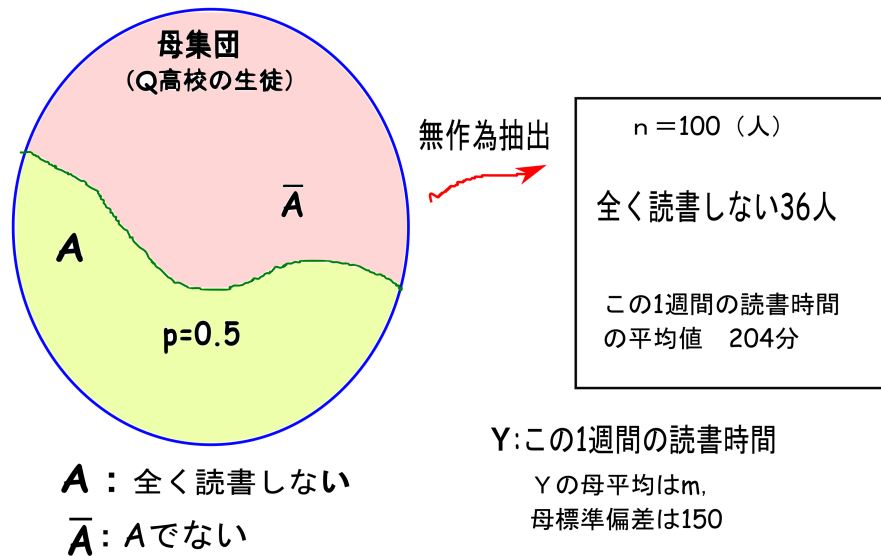 母集団
（Q高校の生徒）
無作為抽出
n＝100（人）
全く読書しない36人
この1週間の読書時間
の平均値　204分
A
A̅
p=0.5
Y:この1週間の読書時間
Yの母平均はm,
母標準偏差は150
A：全く読書しない
A̅：Aでない